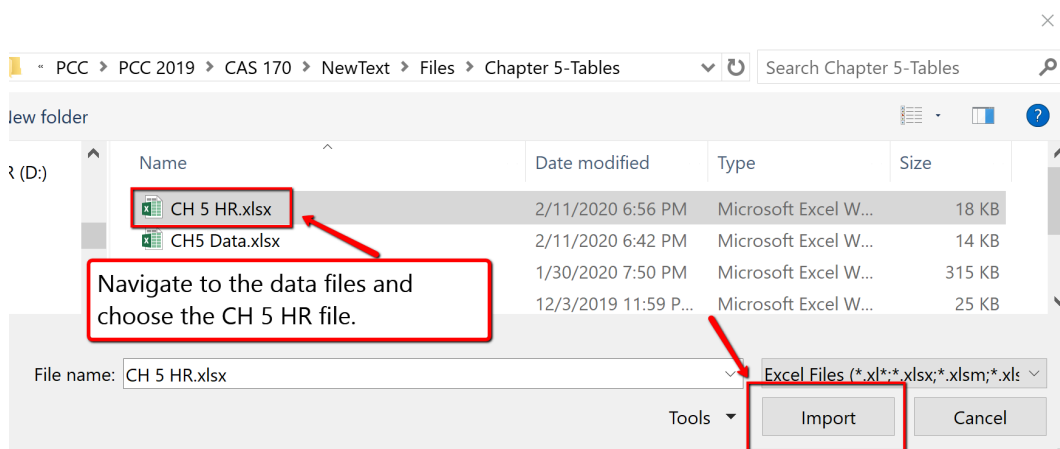 « PCC > PCC 2019 > CAS 170 > NewText > Files > Chapter 5-Tables
Search Chapter 5-Tables
New folder
R (D:)
Name Date modified Type Size
CH 5 HR.xlsx 2/11/2020 6:56 PM Microsoft Excel W... 18 KB
CH5 Data.xlsx 2/11/2020 6:42 PM Microsoft Excel W... 14 KB
1/30/2020 7:50 PM Microsoft Excel W... 315 KB
12/3/2019 11:59 P... Microsoft Excel W... 25 KB
Navigate to the data files and
choose the CH 5 HR file.
File name: CH 5 HR.xlsx
Excel Files (*.xl*;*.xlsx;*.xlsm;*.xls
Tools Import Cancel